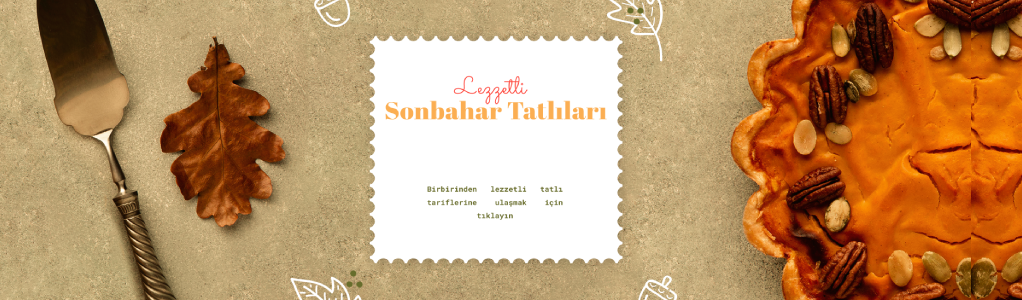 Lezzetli
Sonbahar Tatlıları
Birbirinden lezzetli tatlı
tariflerine ulaşmak için
tıklayın